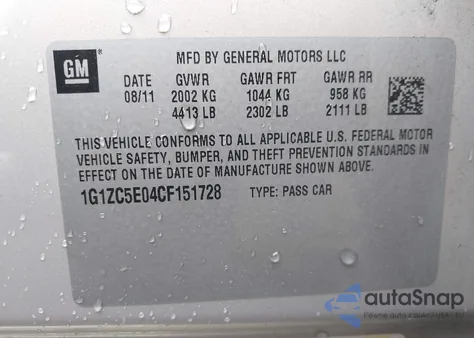 GM ®
MFD BY GENERAL MOTORS LLC
DATE GVWR GAWR FRT GAWR RR
08/11 2002 KG 1044 KG 958 KG
4413 LB 2302 LB 2111 LB
THIS VEHICLE CONFORMS TO ALL APPLICABLE U.S. FEDERAL MOTOR
VEHICLE SAFETY, BUMPER, AND THEFT PREVENTION STANDARDS IN
EFFECT ON THE DATE OF MANUFACTURE SHOWN ABOVE.
1G1ZC5E04CF151728 TYPE: PASS CAR
autoSnap